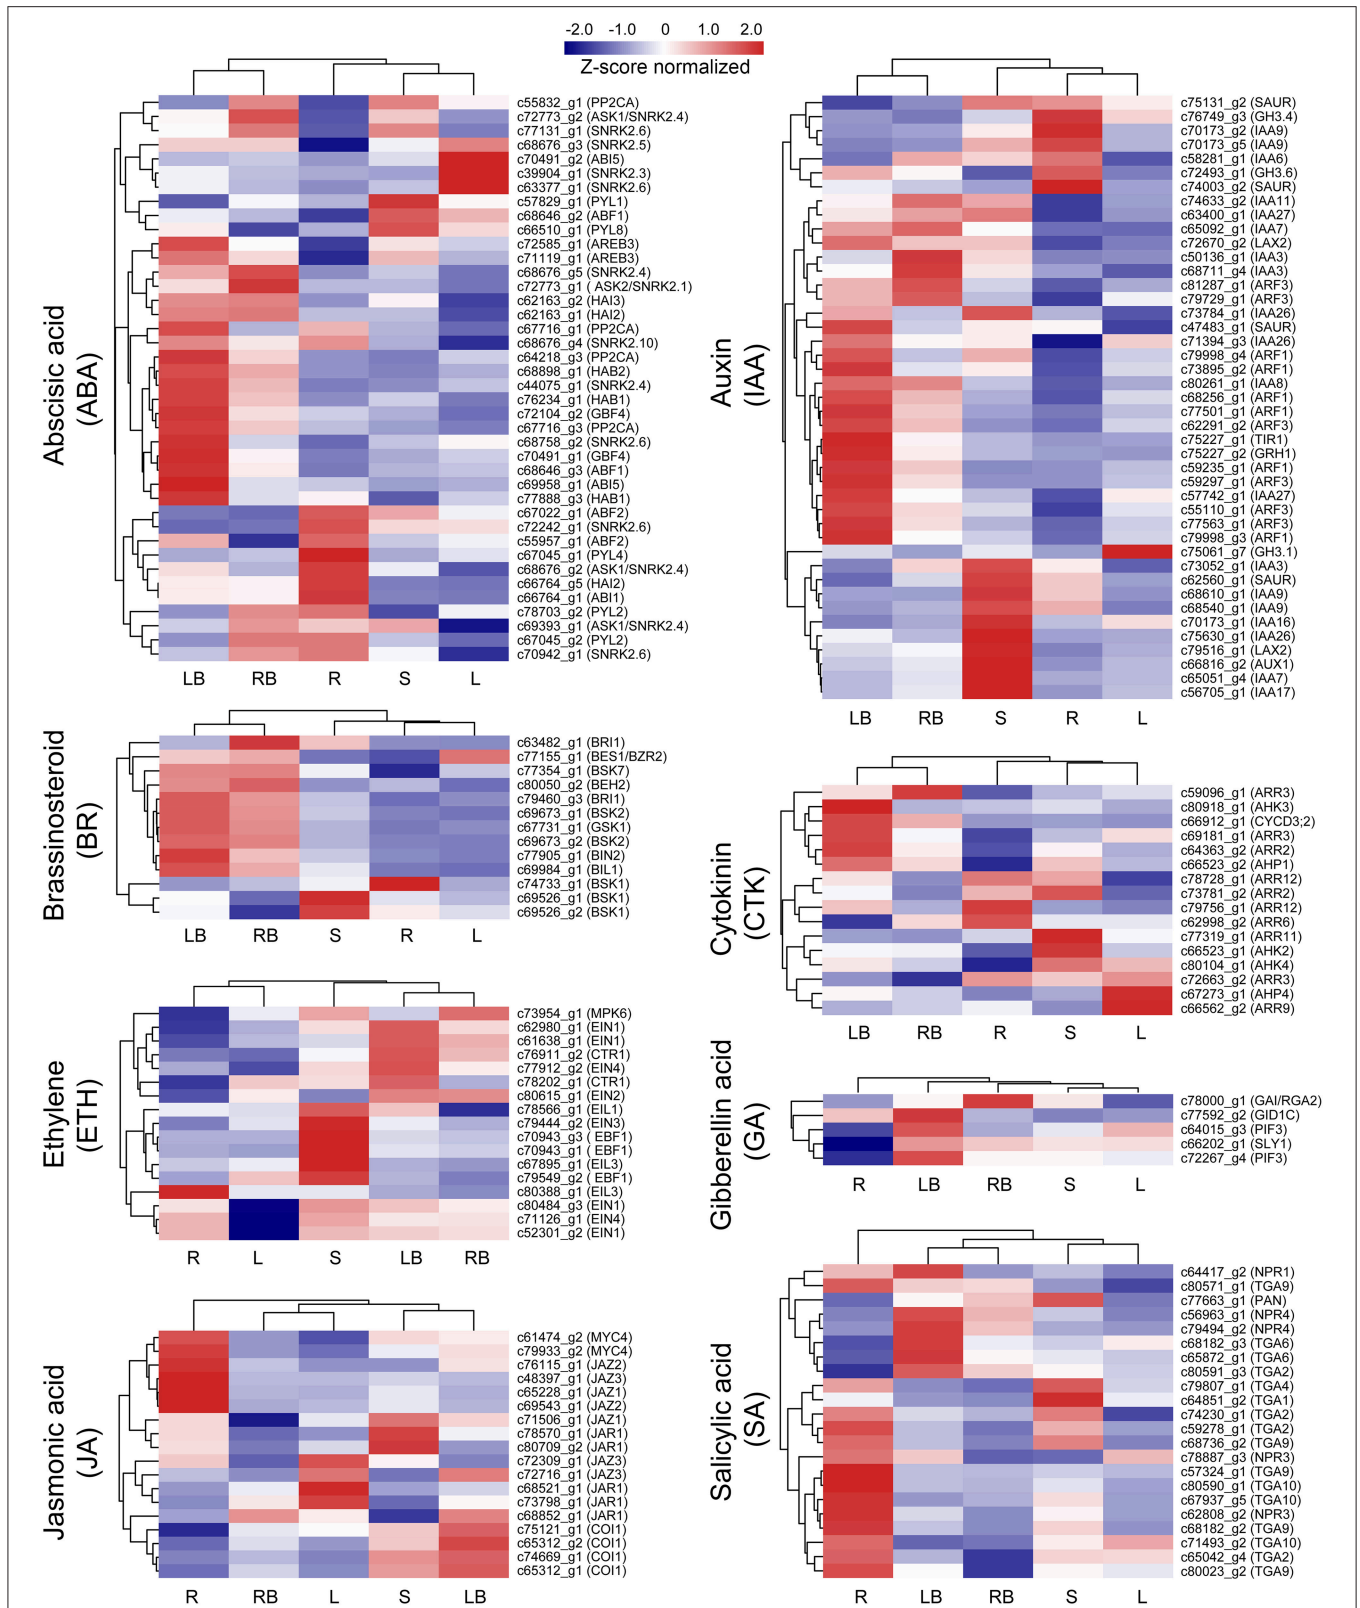 -2.0 -1.0 0 1.0 2.0
Z-score normalized
Abscisic acid
(ABA)
c55832_g1 (PP2CA)
c72773_g2 (ASK1/SNRK2.4)
c77131_g1 (SNRK2.6)
c68676_g3 (SNRK2.5)
c70491_g2 (ABI5)
c39904_g1 (SNRK2.3)
c63377_g1 (SNRK2.6)
c57829_g1 (PYL1)
c68646_g2 (ABF1)
c66510_g1 (PYL8)
c72585_g1 (AREB3)
c71119_g1 (AREB3)
c68676_g5 (SNRK2.4)
c72773_g1 ( ASK2/SNRK2.1)
c62163_g2 (HAI3)
c62163_g1 (HAI2)
c67716_g1 (PP2CA)
c68676_g4 (SNRK2.10)
c64218_g3 (PP2CA)
c68898_g1 (HAB2)
c44075_g1 (SNRK2.4)
c76234_g1 (HAB1)
c72104_g2 (GBF4)
c67716_g3 (PP2CA)
c68758_g2 (SNRK2.6)
c70491_g1 (GBF4)
c68646_g3 (ABF1)
c69958_g1 (ABI5)
c77888_g3 (HAB1)
c67022_g1 (ABF2)
c72242_g1 (SNRK2.6)
c55957_g1 (ABF2)
c67045_g1 (PYL4)
c68676_g2 (ASK1/SNRK2.4)
c66764_g5 (HAI2)
c66764_g1 (ABI1)
c78703_g2 (PYL2)
c69393_g1 (ASK1/SNRK2.4)
c67045_g2 (PYL2)
c70942_g1 (SNRK2.6)
LB RB R S L
Brassinosteroid
(BR)
c63482_g1 (BRI1)
c77155_g1 (BES1/BZR2)
c77354_g1 (BSK7)
c80050_g2 (BEH2)
c79460_g3 (BRI1)
c69673_g1 (BSK2)
c67731_g1 (GSK1)
c69673_g2 (BSK2)
c77905_g1 (BIN2)
c69984_g1 (BIL1)
c74733_g1 (BSK1)
c69526_g1 (BSK1)
c69526_g2 (BSK1)
LB RB S R L
Ethylene
(ETH)
c73954_g1 (MPK6)
c62980_g1 (EIN1)
c61638_g1 (EIN1)
c76911_g2 (CTR1)
c77912_g2 (EIN4)
c78202_g1 (CTR1)
c80615_g1 (EIN2)
c78566_g1 (EIL1)
c79444_g2 (EIN3)
c70943_g3 ( EBF1)
c70943_g1 ( EBF1)
c67895_g1 (EIL3)
c79549_g2 ( EBF1)
c80388_g1 (EIL3)
c80484_g3 (EIN1)
c71126_g1 (EIN4)
c52301_g2 (EIN1)
R L S LB RB
Jasmonic acid
(JA)
c61474_g2 (MYC4)
c79933_g2 (MYC4)
c76115_g1 (JAZ2)
c48397_g1 (JAZ3)
c65228_g1 (JAZ1)
c69543_g1 (JAZ2)
c71506_g1 (JAZ1)
c78570_g1 (JAR1)
c80709_g2 (JAR1)
c72309_g1 (JAZ3)
c72716_g1 (JAZ3)
c68521_g1 (JAR1)
c73798_g1 (JAR1)
c68852_g1 (JAR1)
c75121_g1 (COI1)
c65312_g2 (COI1)
c74669_g1 (COI1)
c65312_g1 (COI1)
R RB L S LB
Auxin
(IAA)
c75131_g2 (SAUR)
c76749_g3 (GH3.4)
c70173_g2 (IAA9)
c70173_g5 (IAA9)
c58281_g1 (IAA6)
c72493_g1 (GH3.6)
c74003_g2 (SAUR)
c74633_g2 (IAA11)
c63400_g1 (IAA27)
c65092_g1 (IAA7)
c72670_g2 (LAX2)
c50136_g1 (IAA3)
c68711_g4 (IAA3)
c81287_g1 (ARF3)
c79729_g1 (ARF3)
c73784_g1 (IAA26)
c47483_g1 (SAUR)
c71394_g3 (IAA26)
c79998_g4 (ARF1)
c73895_g2 (ARF1)
c80261_g1 (IAA8)
c68256_g1 (ARF1)
c77501_g1 (ARF1)
c62291_g2 (ARF3)
c75227_g1 (TIR1)
c75227_g2 (GRH1)
c59235_g1 (ARF1)
c59297_g1 (ARF3)
c57742_g1 (IAA27)
c55110_g1 (ARF3)
c77563_g1 (ARF3)
c79998_g3 (ARF1)
c75061_g7 (GH3.1)
c73052_g1 (IAA3)
c62560_g1 (SAUR)
c68610_g1 (IAA9)
c68540_g1 (IAA9)
c70173_g1 (IAA16)
c75630_g1 (IAA26)
c79516_g1 (LAX2)
c66816_g2 (AUX1)
c65051_g4 (IAA7)
c56705_g1 (IAA17)
LB RB S R L
Cytokinin
(CTK)
c59096_g1 (ARR3)
c80918_g1 (AHK3)
c66912_g1 (CYCD3;2)
c69181_g1 (ARR3)
c64363_g2 (ARR2)
c66523_g2 (AHP1)
c78728_g1 (ARR12)
c73781_g2 (ARR2)
c79756_g1 (ARR12)
c62998_g2 (ARR6)
c77319_g1 (ARR11)
c66523_g1 (AHK2)
c80104_g1 (AHK4)
c72663_g2 (ARR3)
c67273_g1 (AHP4)
c66562_g2 (ARR9)
LB RB R S L
Gibberellin acid
(GA)
c78000_g1 (GAI/RGA2)
c77592_g2 (GID1C)
c64015_g3 (PIF3)
c66202_g1 (SLY1)
c72267_g4 (PIF3)
R LB RB S L
Salicylic acid
(SA)
c64417_g2 (NPR1)
c80571_g1 (TGA9)
c77663_g1 (PAN)
c56963_g1 (NPR4)
c79494_g2 (NPR4)
c68182_g3 (TGA6)
c65872_g1 (TGA6)
c80591_g3 (TGA2)
c79807_g1 (TGA4)
c64851_g2 (TGA1)
c74230_g1 (TGA2)
c59278_g1 (TGA2)
c68736_g2 (TGA9)
c78887_g3 (NPR3)
c57324_g1 (TGA9)
c80590_g1 (TGA10)
c67937_g5 (TGA10)
c62808_g2 (NPR3)
c68182_g2 (TGA9)
c71493_g2 (TGA10)
c65042_g4 (TGA2)
c80023_g2 (TGA9)
R LB RB S L